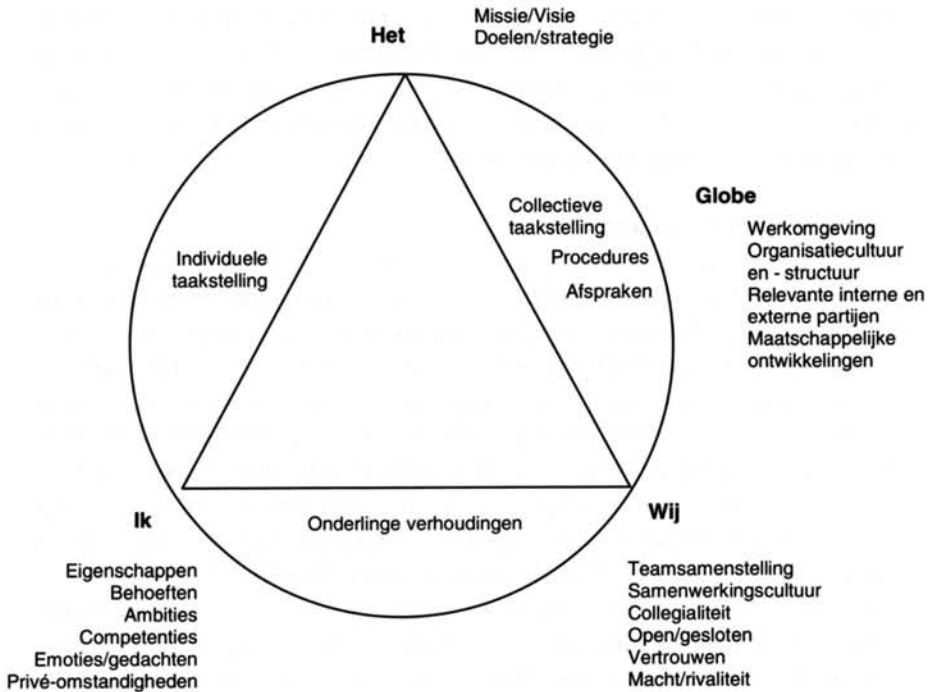 Het
Missie/Visie
Doelen/strategie
Globe
Werkomgeving
Organisatiecultuur
en - structuur
Relevante interne en
externe partijen
Maatschappelijke
ontwikkelingen
Collectieve
taakstelling
Procedures
Afspraken
Individuele
taakstelling
Onderlinge verhoudingen
Ik
Eigenschappen
Behoeften
Ambities
Competenties
Emoties/gedachten
Privé-omstandigheden
Wij
Teamsamenstelling
Samenwerkingscultuur
Collegialiteit
Open/gesloten
Vertrouwen
Macht/rivaliteit